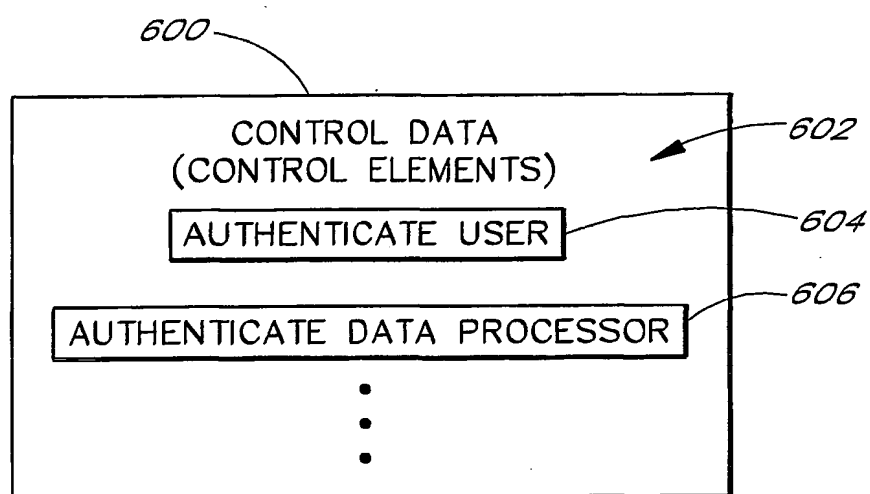 600
CONTROL DATA
(CONTROL ELEMENTS)
602
AUTHENTICATE USER
604
606
AUTHENTICATE DATA PROCESSOR